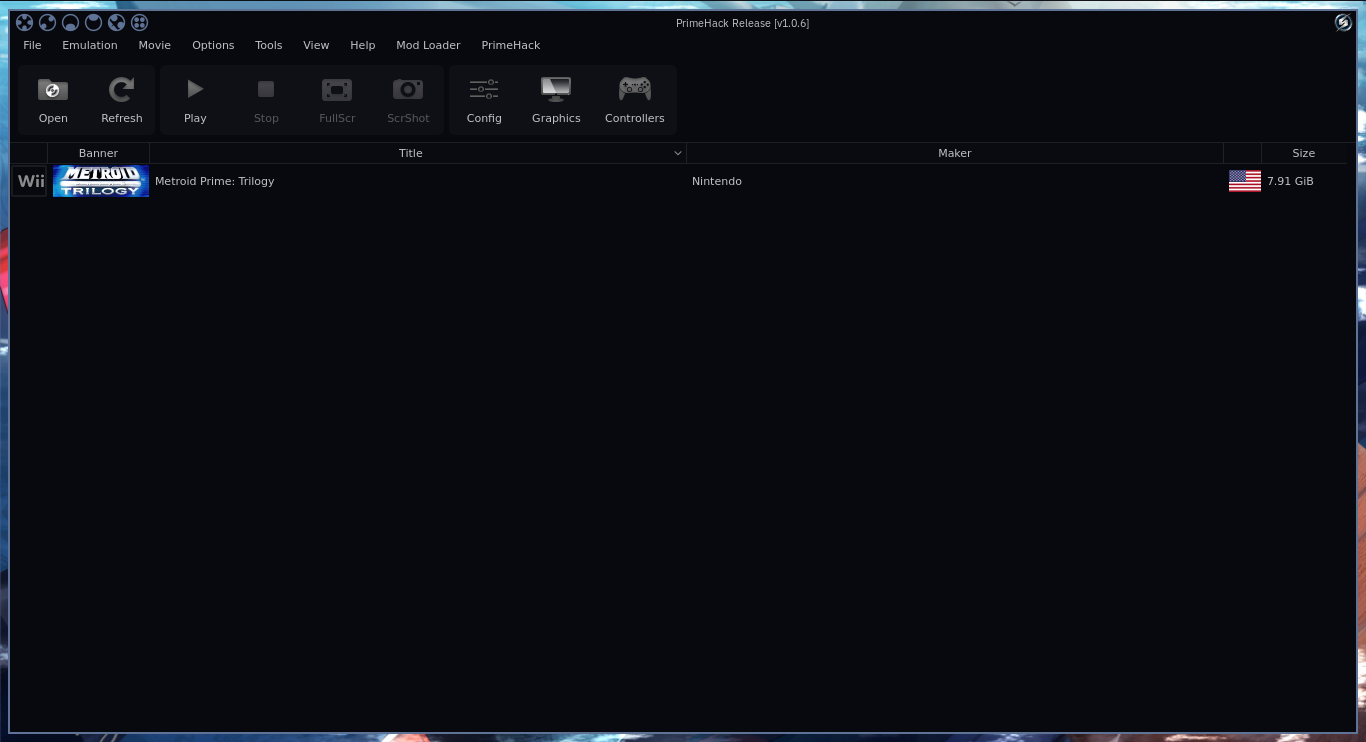 PrimeHack Release [v1.0.6]
File Emulation Movie Options Tools View Help Mod Loader PrimeHack
Open Refresh Play Stop FullScr ScrShot Config Graphics Controllers
Banner Title Maker Size
Wii METROID TRILOGY Metroid Prime: Trilogy Nintendo 7.91 GiB